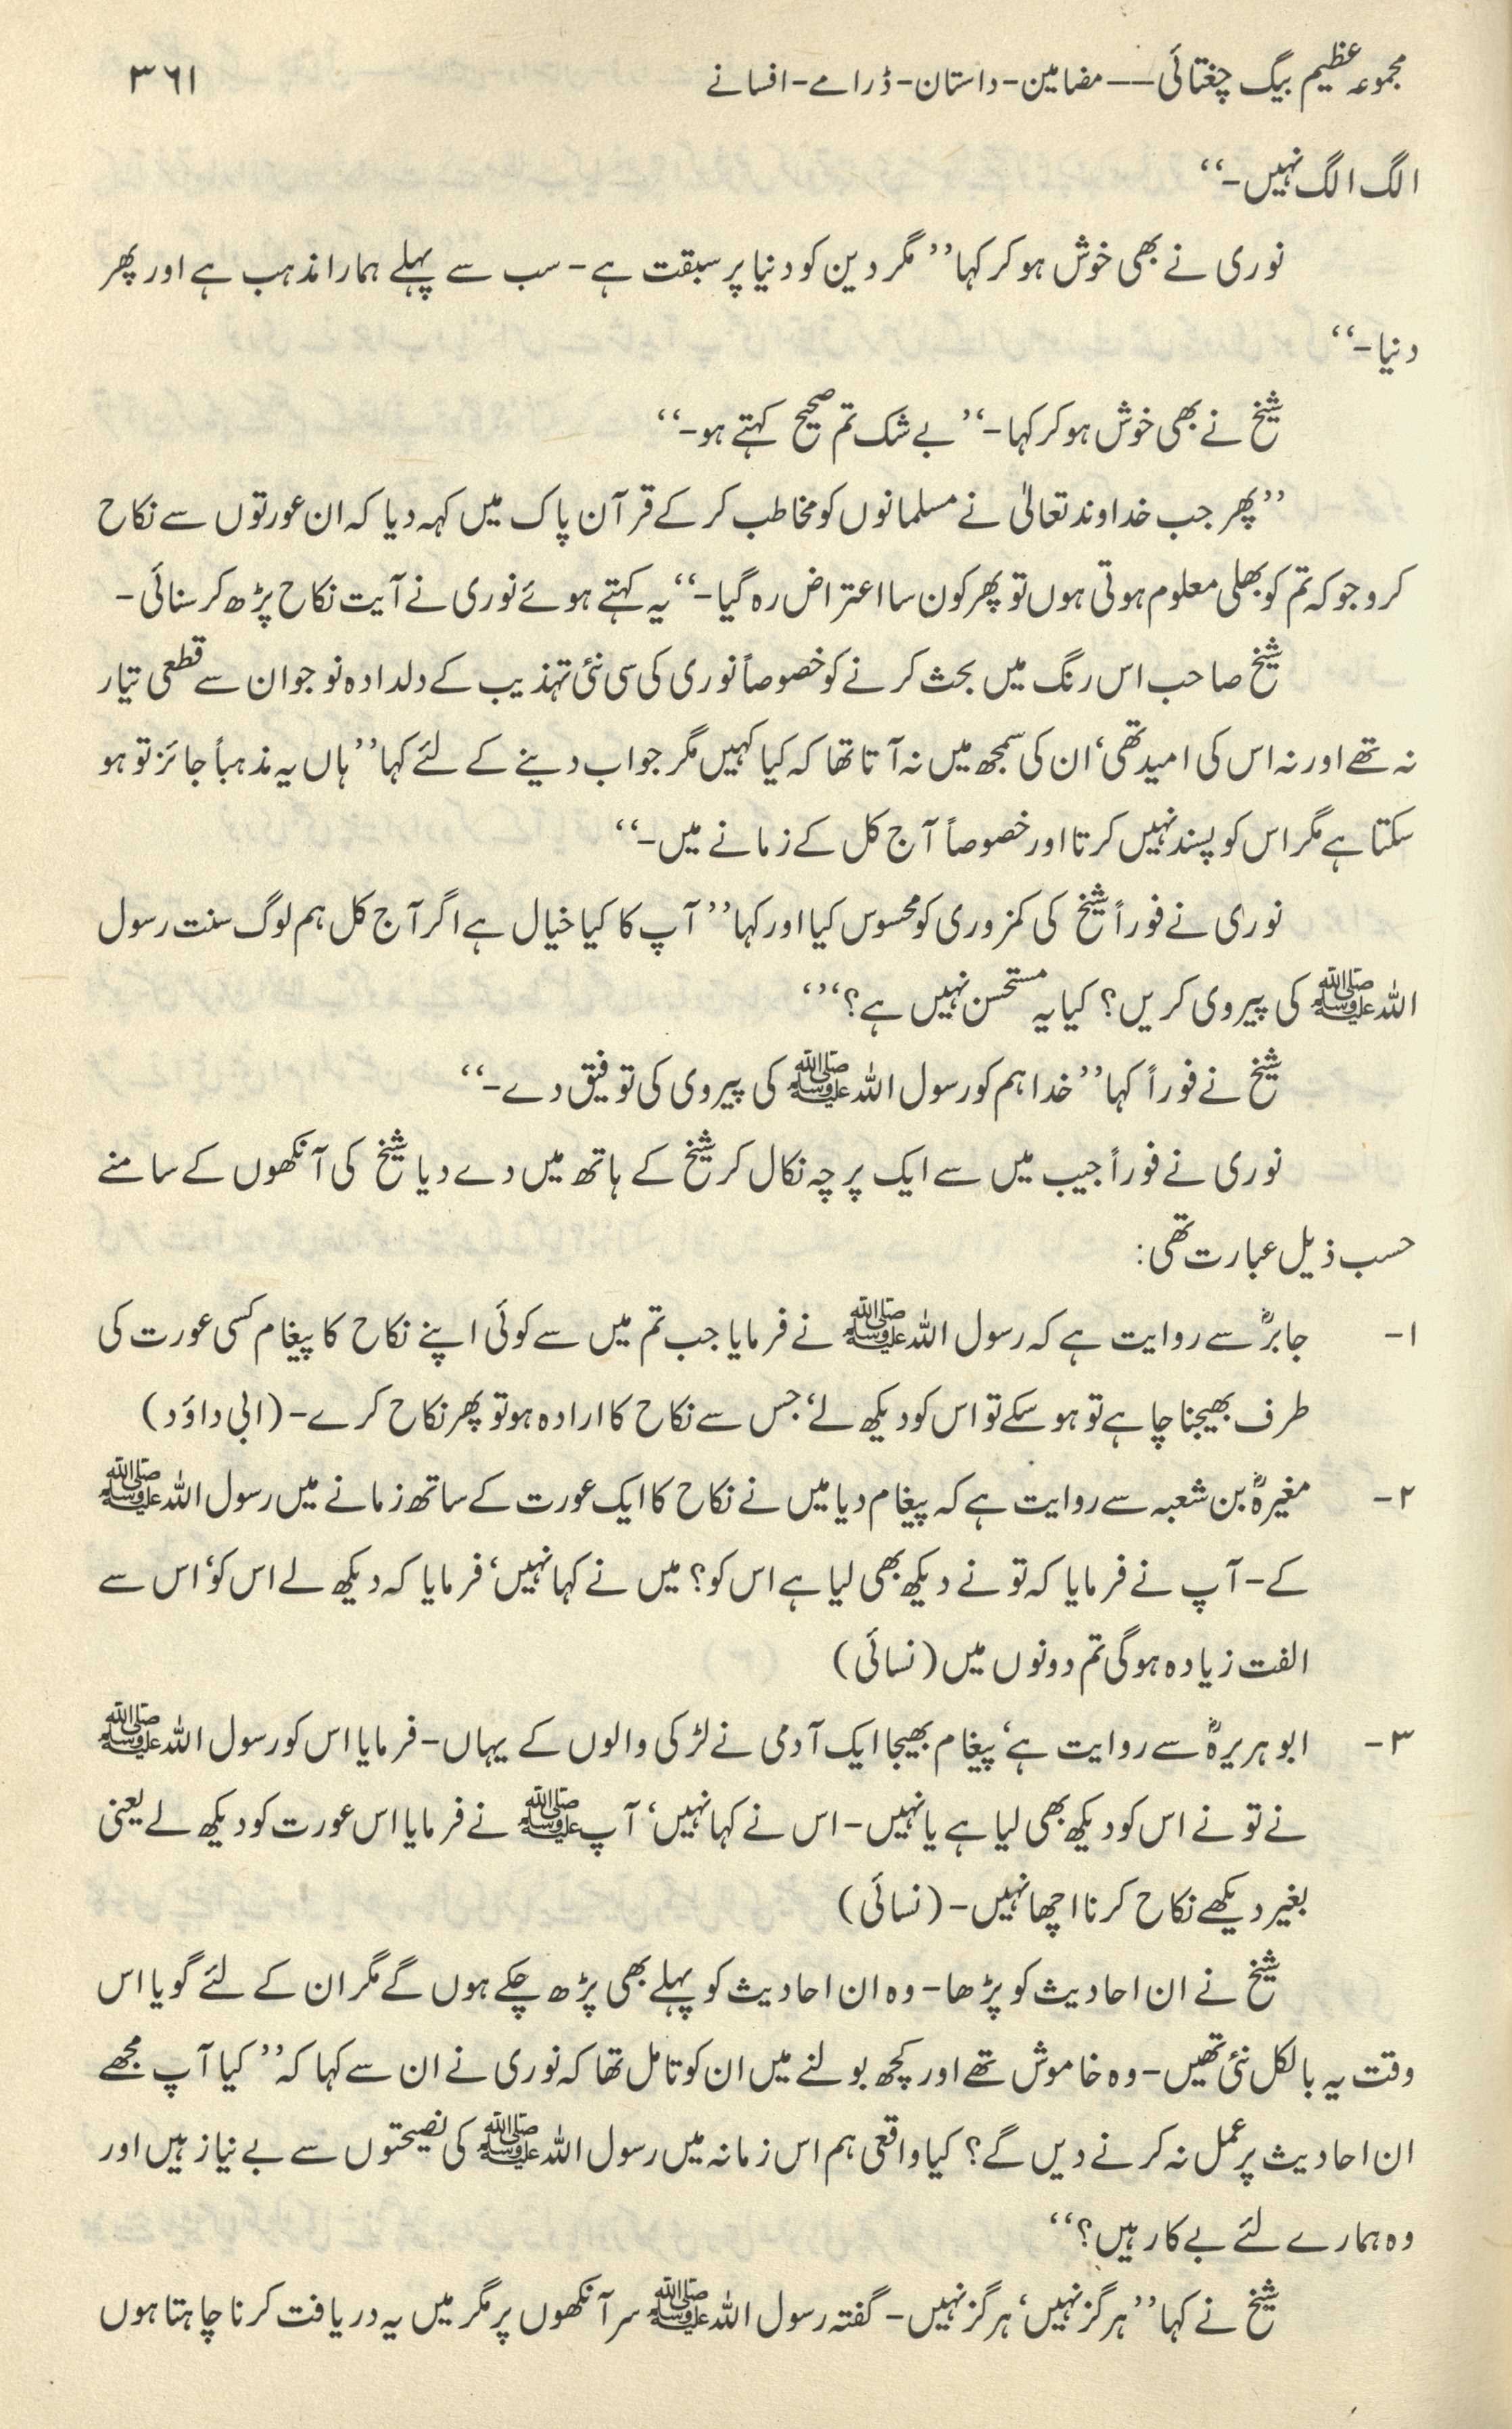 مجموعہ عظیم بیگ چغتائی — مضامین - داستان - ڈرامے - افسانے ۳۶۱
الگ الگ نہیں -‘‘
نوری نے بھی خوش ہو کر کہا ’’مگر دین کو دنیا پر سبقت ہے - سب سے پہلے ہمارا مذہب ہے اور پھر
دنیا -‘‘
شیخ نے بھی خوش ہو کر کہا -’’ بے شک تم صحیح کہتے ہو -‘‘
’’پھر جب خداوند تعالیٰ نے مسلمانوں کو مخاطب کر کے قرآن پاک میں کہہ دیا کہ ان عورتوں سے نکاح
کرو جو کہ تم کو بھلی معلوم ہوتی ہوں تو پھر کون سا اعتراض رہ گیا -‘‘ یہ کہتے ہوئے نوری نے آیت نکاح پڑھ کر سنائی -
شیخ صاحب اس رنگ میں بحث کرنے کو خصوصاً نوری کی سی نئی تہذیب کے دلدادہ نوجوان سے قطعی تیار
نہ تھے اور نہ اس کی امید تھی‘ ان کی سمجھ میں نہ آتا تھا کہ کیا کہیں مگر جواب دینے کے لئے کہا ’’ہاں یہ مذہباً جائز تو ہو
سکتا ہے مگر اس کو پسند نہیں کرتا اور خصوصاً آج کل کے زمانے میں -‘‘
نوری نے فوراً شیخ کی کمزوری کو محسوس کیا اور کہا ’’آپ کا کیا خیال ہے اگر آج کل ہم لوگ سنت رسول
اللہ ﷺ کی پیروی کریں؟ کیا یہ مستحسن نہیں ہے؟‘‘‘
شیخ نے فوراً کہا ’’خدا ہم کو رسول اللہ ﷺ کی پیروی کی توفیق دے -‘‘
نوری نے فوراً جیب میں سے ایک پرچہ نکال کر شیخ کے ہاتھ میں دے دیا شیخ کی آنکھوں کے سامنے
حسب ذیل عبارت تھی:
۱- جابرؓ سے روایت ہے کہ رسول اللہ ﷺ نے فرمایا جب تم میں سے کوئی اپنے نکاح کا پیغام کسی عورت کی
طرف بھیجنا چاہے تو ہو سکے تو اس کو دیکھ لے‘ جس سے نکاح کا ارادہ ہو تو پھر نکاح کرے - (ابی داؤد)
۲- مغیرہؓ بن شعبہ سے روایت ہے کہ پیغام دیا میں نے نکاح کا ایک عورت کے ساتھ زمانے میں رسول اللہ ﷺ
کے - آپ نے فرمایا کہ تو نے دیکھ بھی لیا ہے اس کو؟ میں نے کہا نہیں‘ فرمایا کہ دیکھ لے اس کو‘ اس سے
الفت زیادہ ہو گی تم دونوں میں (نسائی)
۳- ابو ہریرہؓ سے روایت ہے‘ پیغام بھیجا ایک آدمی نے لڑکی والوں کے یہاں - فرمایا اس کو رسول اللہ ﷺ
نے تو نے اس کو دیکھ بھی لیا ہے یا نہیں - اس نے کہا نہیں‘ آپ ﷺ نے فرمایا اس عورت کو دیکھ لے یعنی
بغیر دیکھے نکاح کرنا اچھا نہیں - (نسائی)
شیخ نے ان احادیث کو پڑھا - وہ ان احادیث کو پہلے بھی پڑھ چکے ہوں گے مگر ان کے لئے گویا اس
وقت یہ بالکل نئی تھیں - وہ خاموش تھے اور کچھ بولنے میں ان کو تامل تھا کہ نوری نے ان سے کہا کہ ’’کیا آپ مجھے
ان احادیث پر عمل نہ کرنے دیں گے؟ کیا واقعی ہم اس زمانہ میں رسول اللہ ﷺ کی نصیحتوں سے بے نیاز ہیں اور
وہ ہمارے لئے بے کار ہیں؟‘‘
شیخ نے کہا ’’ہرگز نہیں‘ ہرگز نہیں - گفتہ رسول اللہ ﷺ سر آنکھوں پر مگر میں یہ دریافت کرنا چاہتا ہوں